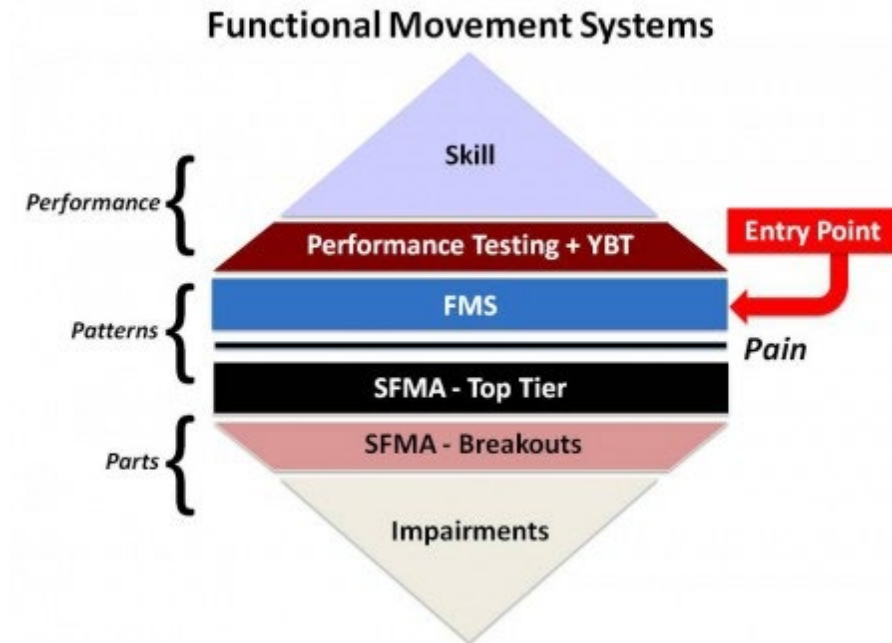 Functional Movement Systems
Skill
Performance
Performance Testing + YBT
Entry Point
FMS
Patterns
Pain
SFMA - Top Tier
SFMA - Breakouts
Parts
Impairments